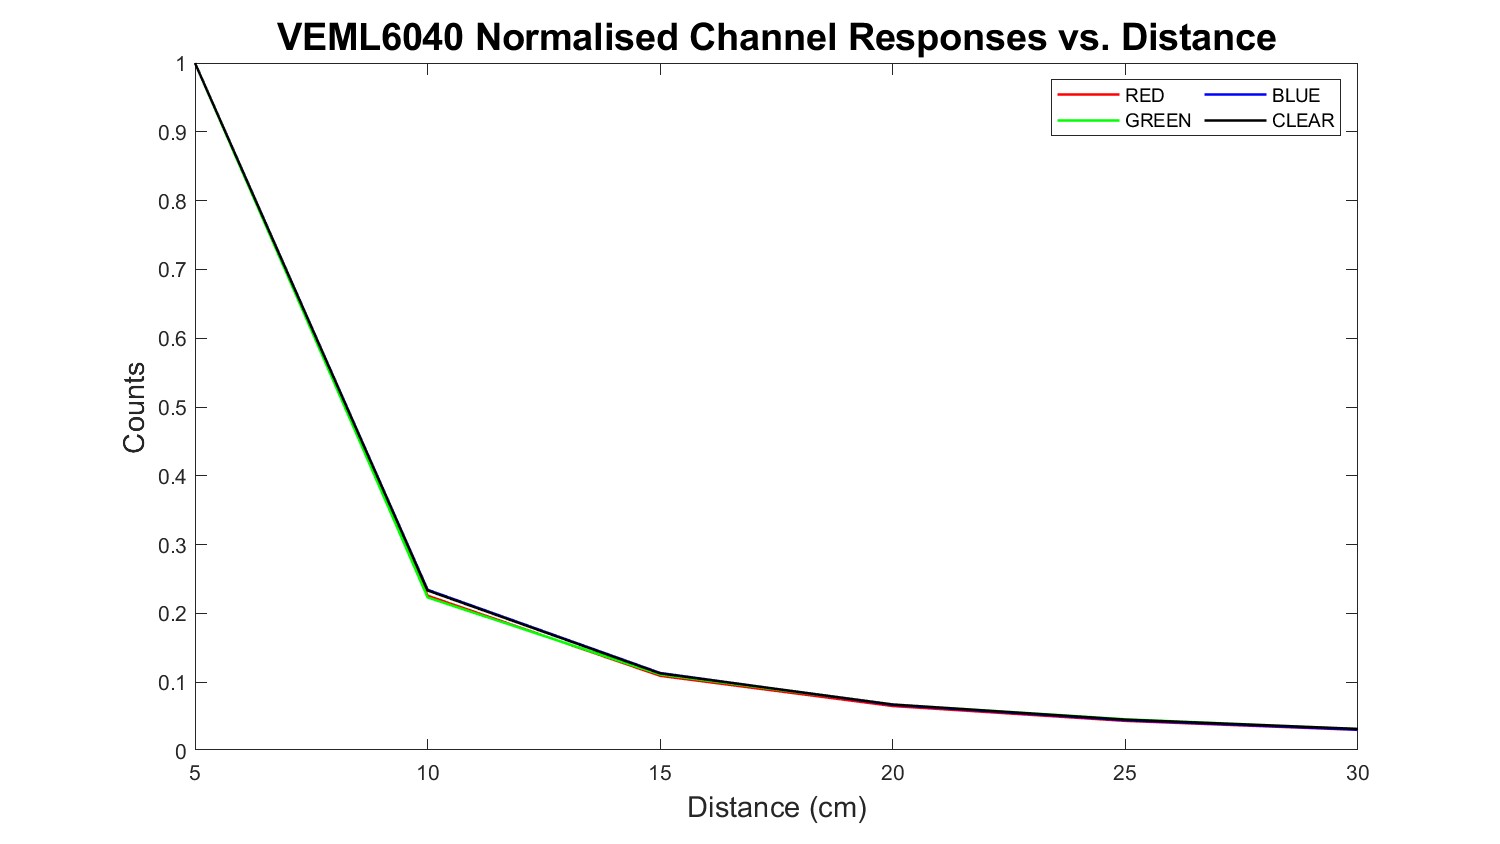 VEML6040 Normalised Channel Responses vs. Distance
1
RED BLUE
GREEN CLEAR
0.9
0.8
0.7
0.6
0.5
0.4
0.3
0.2
0.1
0
Counts
5 10 15 20 25 30
Distance (cm)